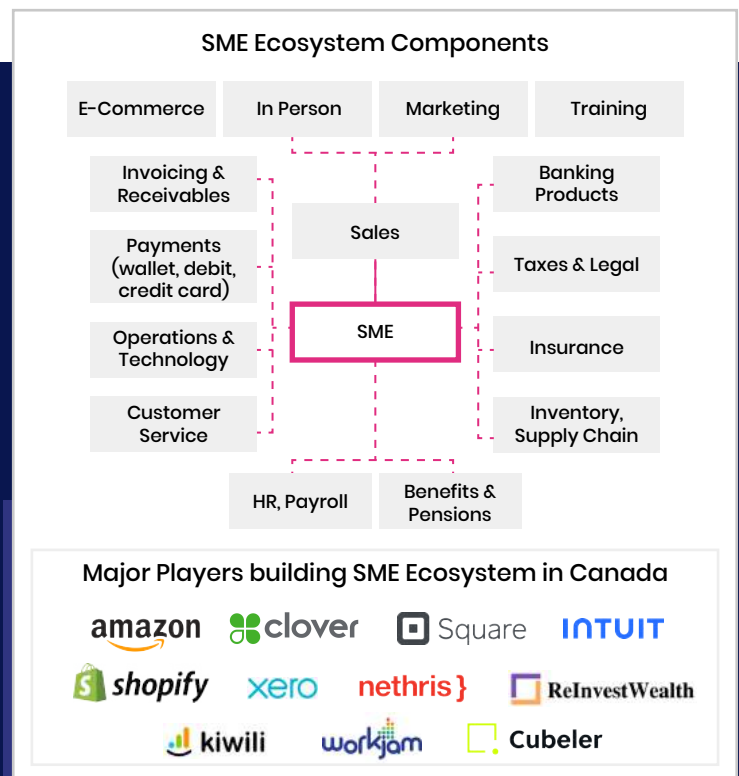 SME Ecosystem Components
E-Commerce
In Person
Marketing
Training
Invoicing &
Receivables
Banking
Products
Sales
Payments
(wallet, debit,
credit card)
Taxes & Legal
SME
Operations &
Technology
Insurance
Customer
Service
Inventory,
Supply Chain
HR, Payroll
Benefits &
Pensions
Major Players building SME Ecosystem in Canada
amazon
clover
Square
INTUIT
shopify
xero
nethris}
ReInvestWealth
kiwili
workjam
Cubeler